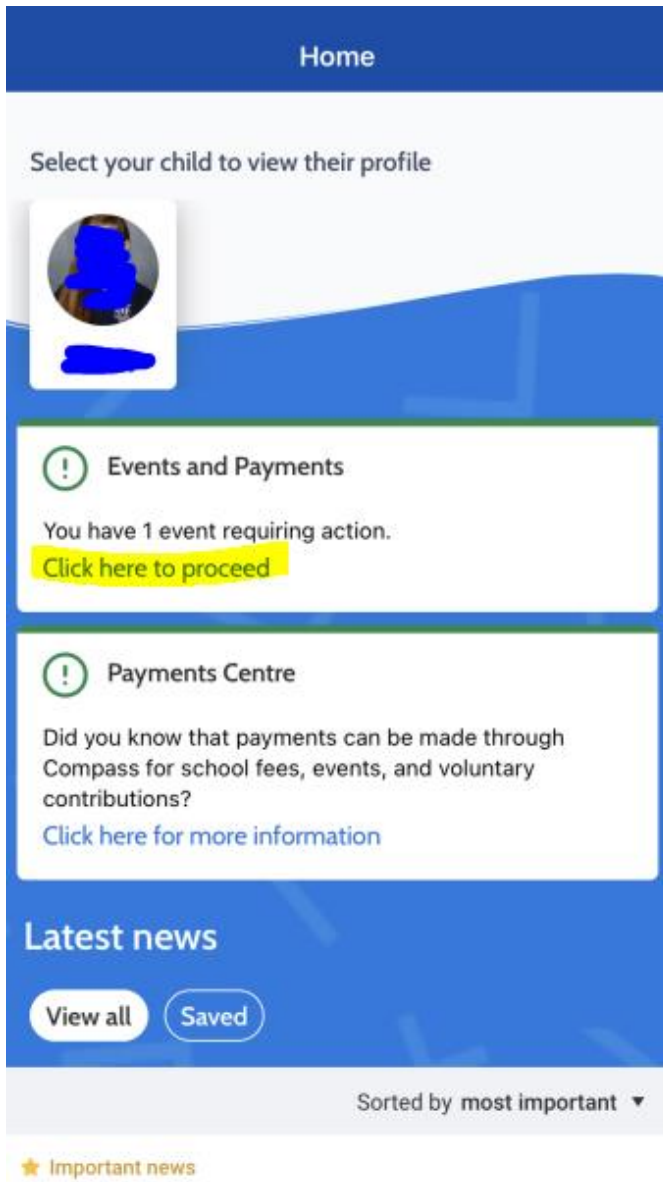 Home
Select your child to view their profile
Events and Payments
You have 1 event requiring action.
Click here to proceed
Payments Centre
Did you know that payments can be made through
Compass for school fees, events, and voluntary
contributions?
Click here for more information
Latest news
View all Saved
Sorted by most important
Important news